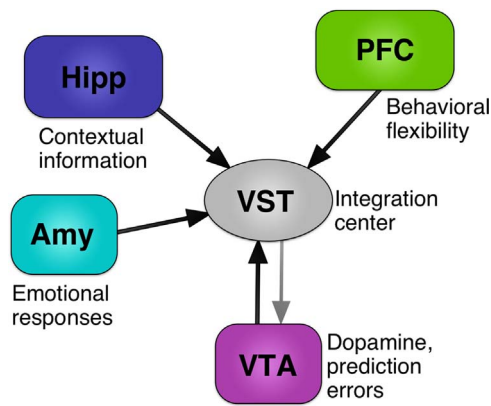 Hipp
Contextual
information
PFC
Behavioral
flexibility
VST
Integration
center
Amy
Emotional
responses
VTA
Dopamine,
prediction
errors